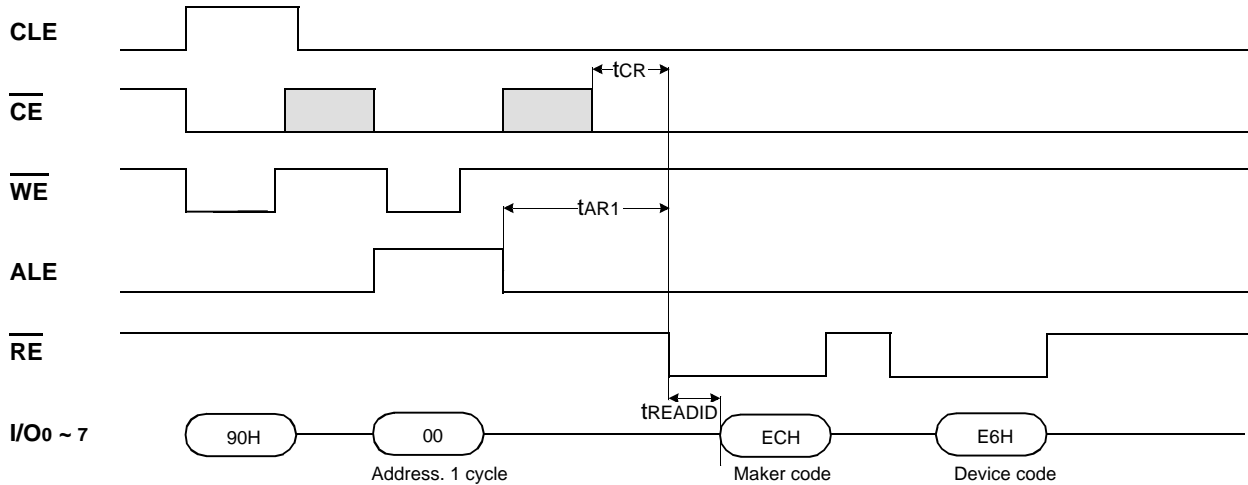 CLE
tCR
CE
WE
tAR1
ALE
RE
tREADID
I/O0 ~ 7
90H
00
ECH
E6H
Address. 1 cycle
Maker code
Device code